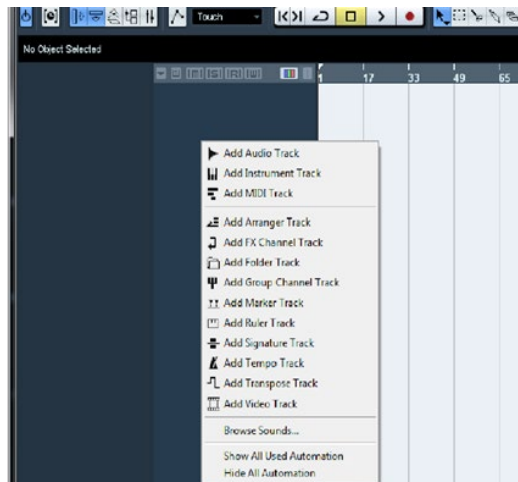 Touch
No Object Selected
1 17 33 49 65
Add Audio Track
Add Instrument Track
Add MIDI Track
Add Arranger Track
Add FX Channel Track
Add Folder Track
Add Group Channel Track
Add Marker Track
Add Ruler Track
Add Signature Track
Add Tempo Track
Add Transpose Track
Add Video Track
Browse Sounds...
Show All Used Automation
Hide All Automation